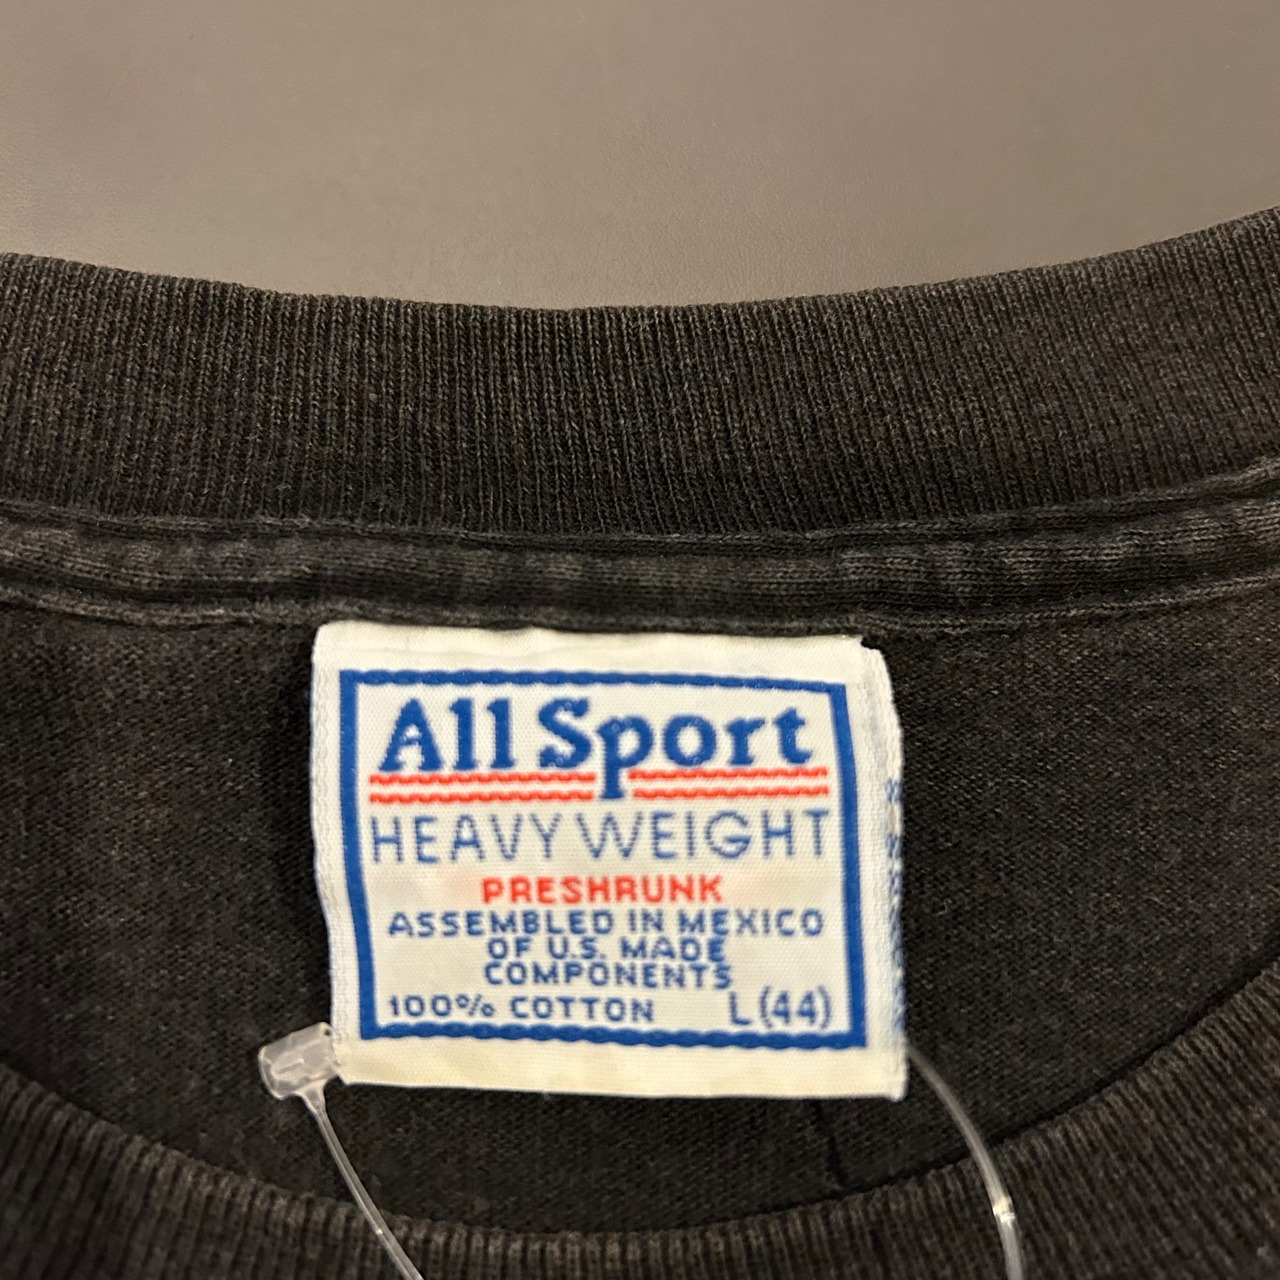 All Sport
HEAVY WEIGHT
PRESHRUNK
ASSEMBLED IN MEXICO
OF U.S. MADE
COMPONENTS
100% COTTON L (44)